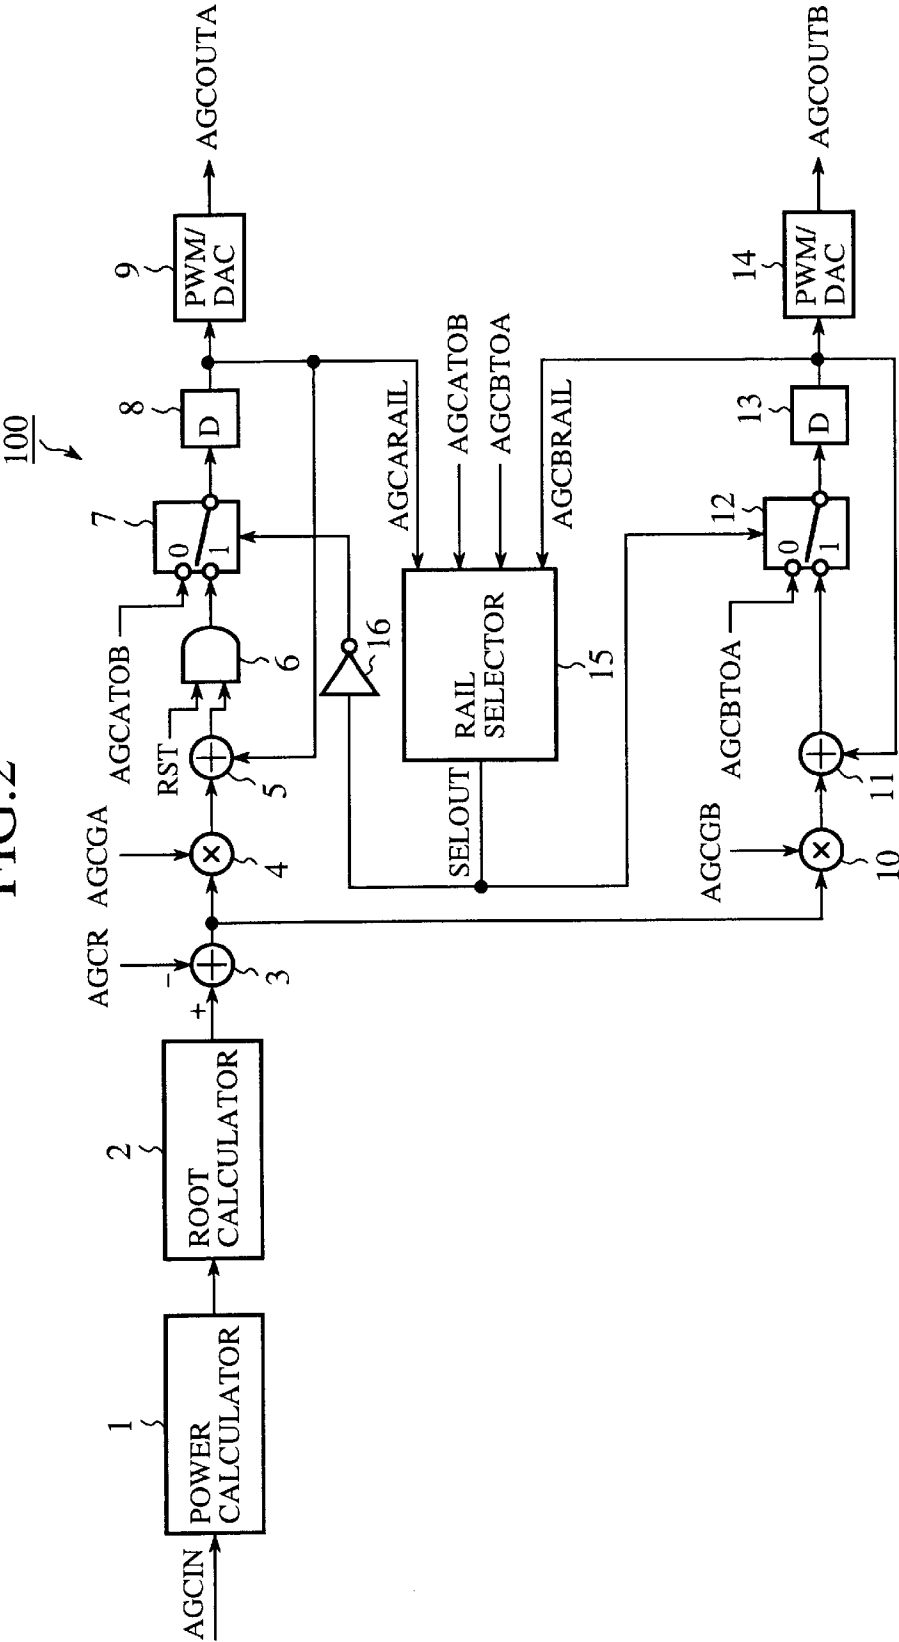 FIG.2
100
AGCIN
1
POWER
CALCULATOR
2
ROOT
CALCULATOR
AGCR
+
−
3
AGCGA
×
4
+
5
RST
6
AGCATOB
7
0
1
8
D
9
PWM/
DAC
AGCOUTA
16
SELOUT
RAIL
SELECTOR
15
AGCARAIL
AGCATOB
AGCBTOA
AGCBRAIL
AGCGB
×
10
+
11
AGCBTOA
12
0
1
13
D
14
PWM/
DAC
AGCOUTB